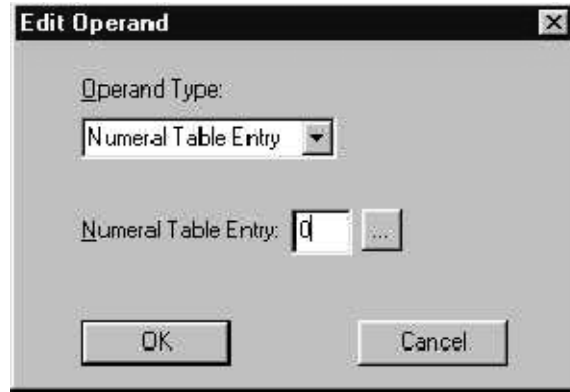 Edit Operand
Operand Type:
Numeral Table Entry
Numeral Table Entry: 0 ...
OK Cancel